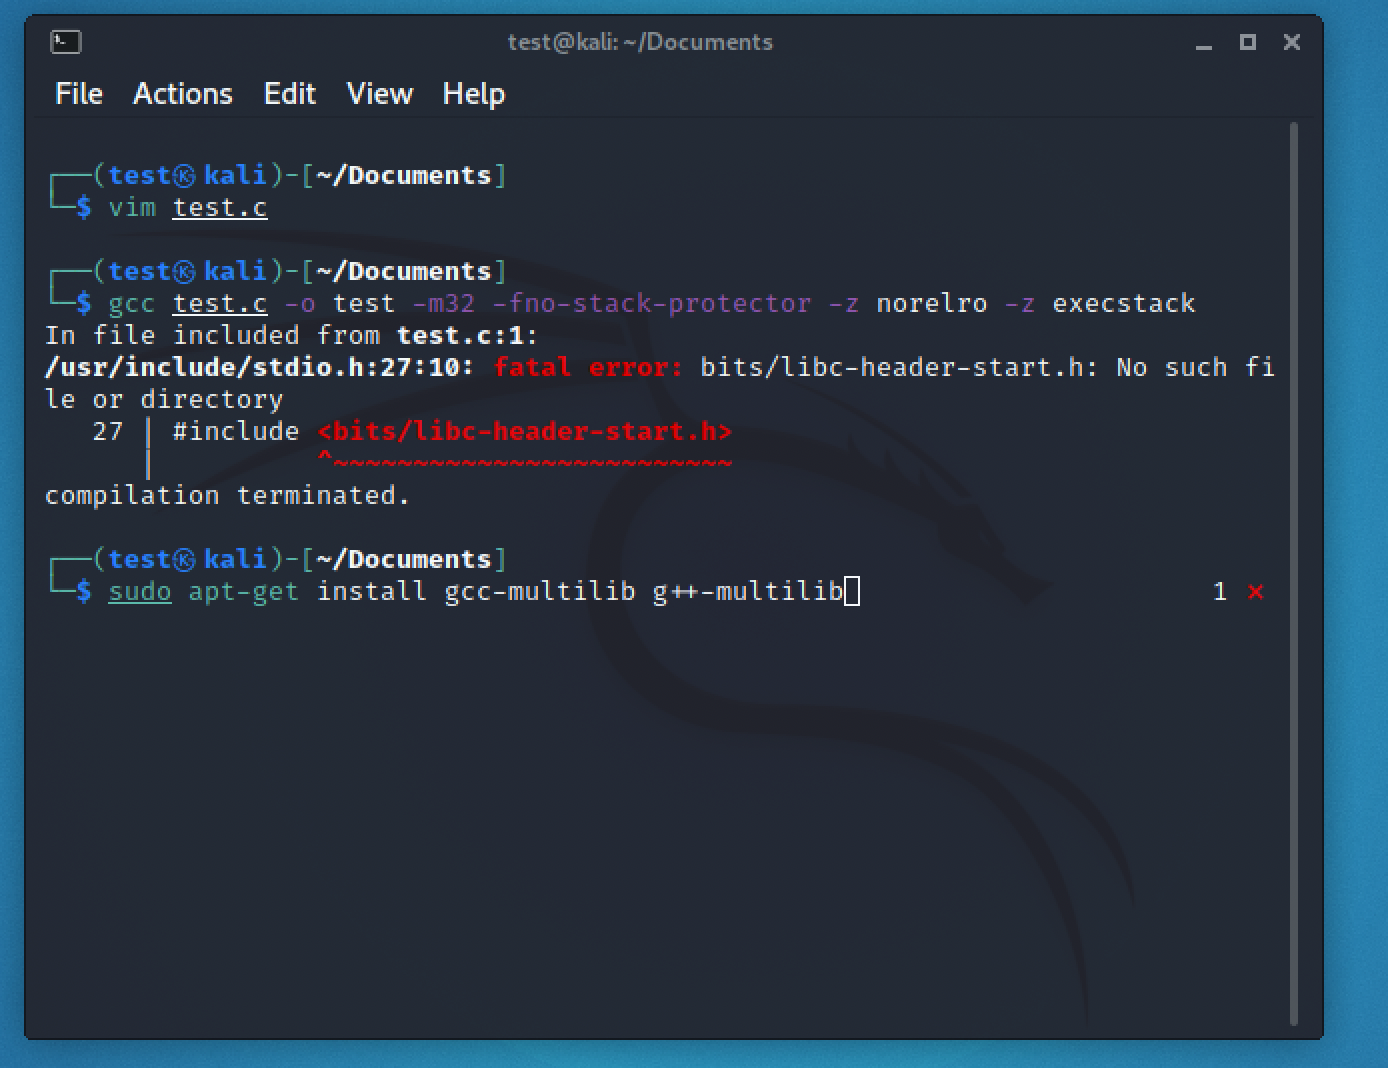 test@kali: ~/Documents
File Actions Edit View Help
┌──(test㉿kali)-[~/Documents]
└─$ vim test.c
┌──(test㉿kali)-[~/Documents]
└─$ gcc test.c -o test -m32 -fno-stack-protector -z norelro -z execstack
In file included from test.c:1:
/usr/include/stdio.h:27:10: fatal error: bits/libc-header-start.h: No such fi
le or directory
   27 | #include <bits/libc-header-start.h>
      |          ^~~~~~~~~~~~~~~~~~~~~~~~~~
compilation terminated.
┌──(test㉿kali)-[~/Documents]
└─$ sudo apt-get install gcc-multilib g++-multilib 1 ⨯